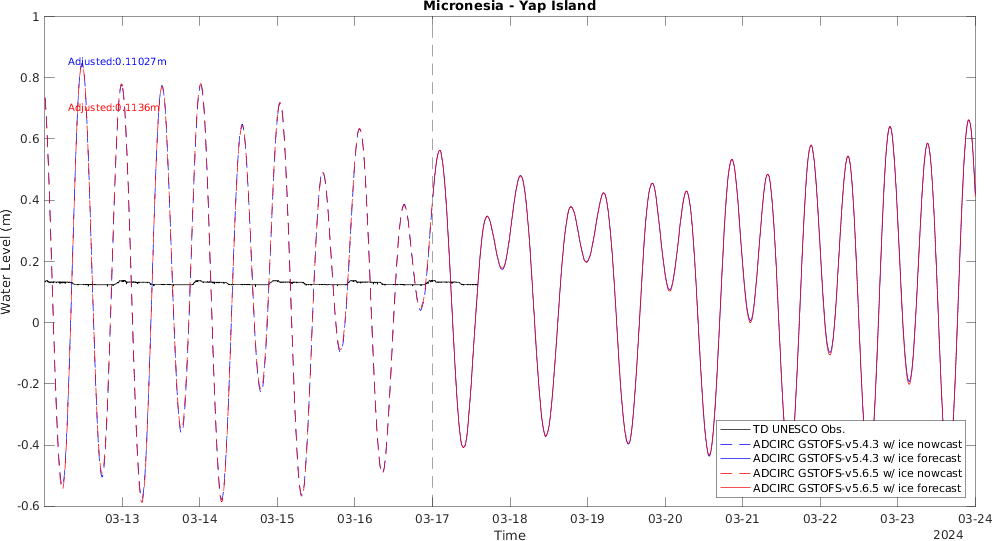 Micronesia - Yap Island
Adjusted:0.11027m
Adjusted:0.1136m
Water Level (m)
1
0.8
0.6
0.4
0.2
0
-0.2
-0.4
-0.6
TD UNESCO Obs.
ADCIRC GSTOFS-v5.4.3 w/ ice nowcast
ADCIRC GSTOFS-v5.4.3 w/ ice forecast
ADCIRC GSTOFS-v5.6.5 w/ ice nowcast
ADCIRC GSTOFS-v5.6.5 w/ ice forecast
03-13 03-14 03-15 03-16 03-17 03-18 03-19 03-20 03-21 03-22 03-23 03-24
Time
2024